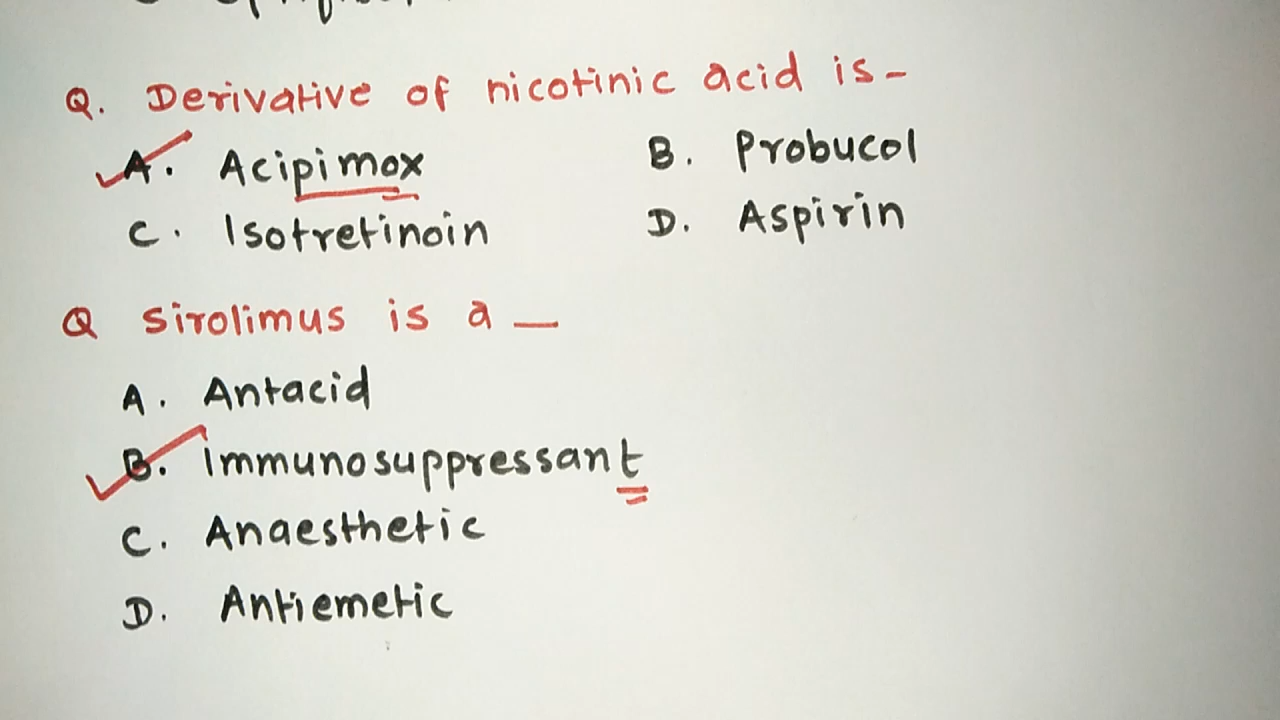 Q. Derivative of nicotinic acid is-
A. Acipimox B. Probucol
C. Isotretinoin D. Aspirin
Q Sirolimus is a —
A. Antacid
B. Immunosuppressant
C. Anaesthetic
D. Antiemetic